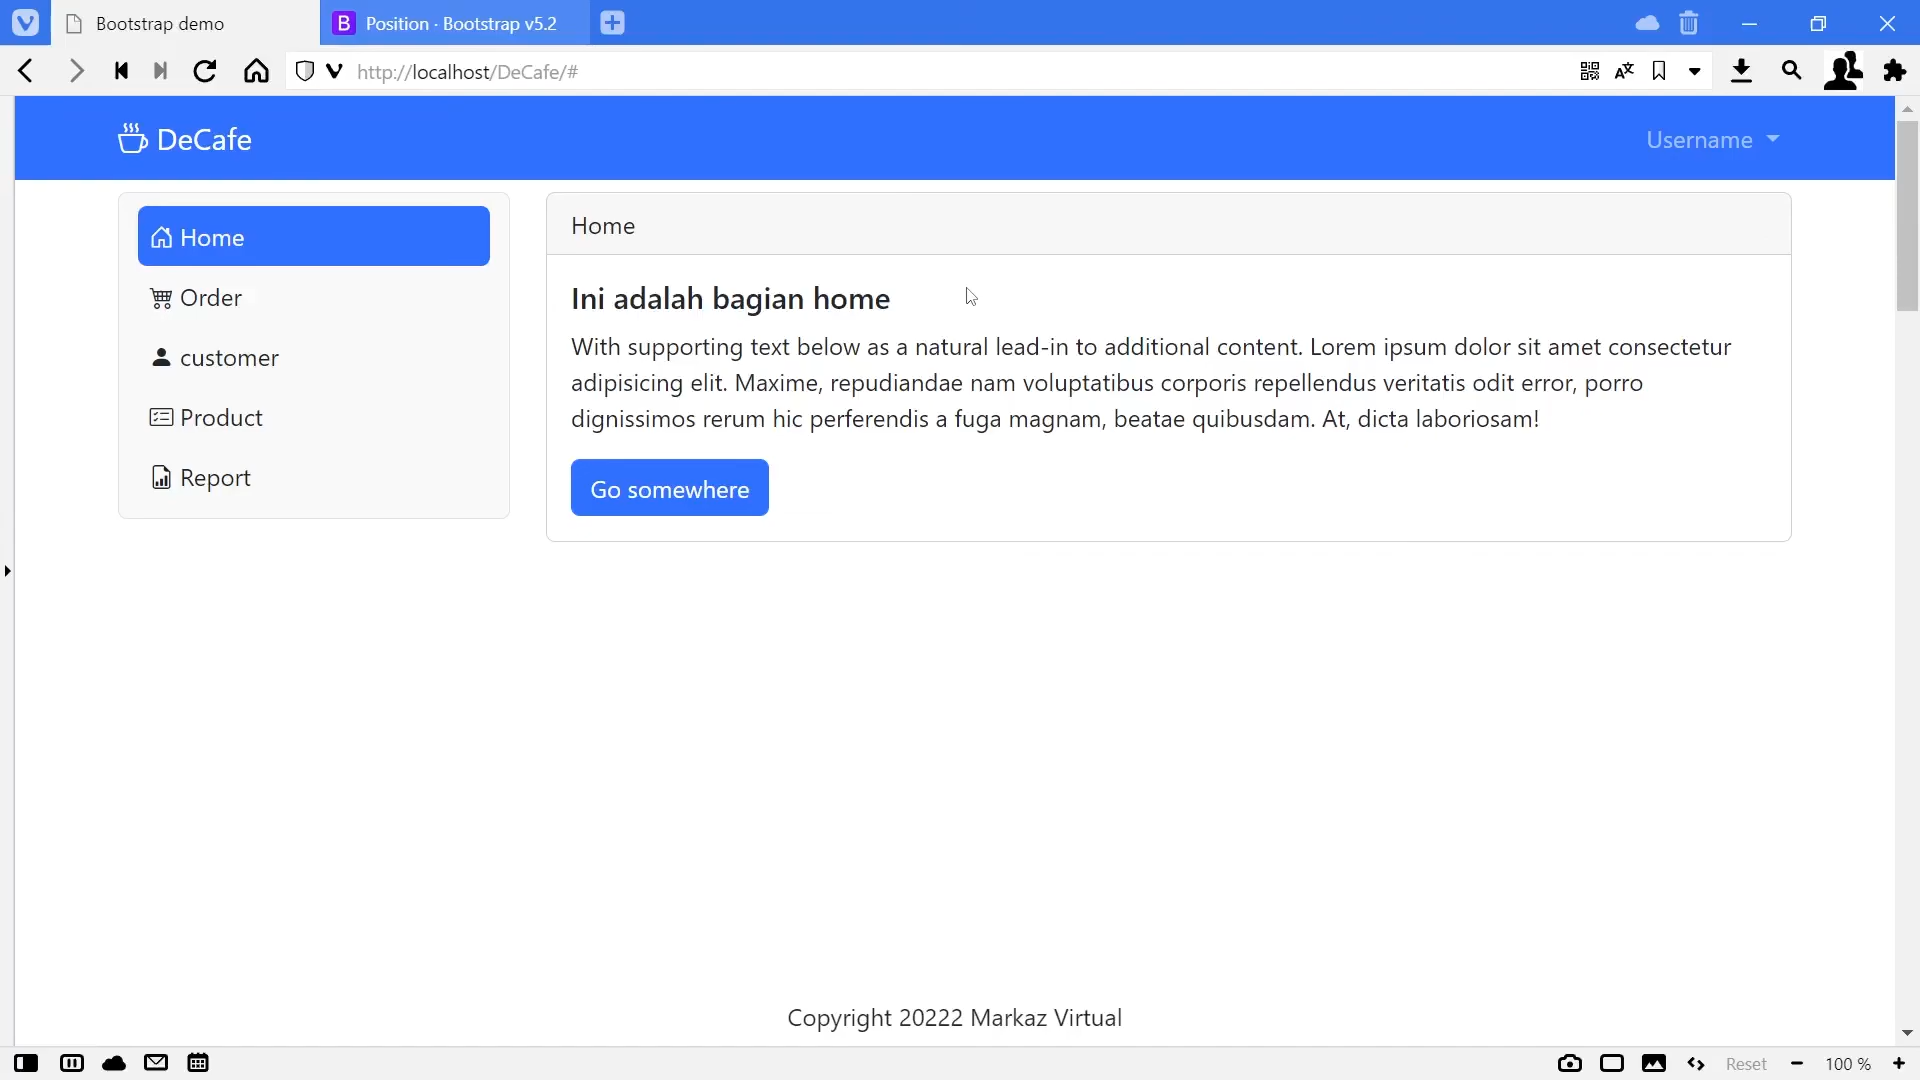 Bootstrap demo
B Position · Bootstrap v5.2
http://localhost/DeCafe/#
DeCafe
Username
Home
Order
customer
Product
Report
Home
Ini adalah bagian home
With supporting text below as a natural lead-in to additional content. Lorem ipsum dolor sit amet consectetur
adipisicing elit. Maxime, repudiandae nam voluptatibus corporis repellendus veritatis odit error, porro
dignissimos rerum hic perferendis a fuga magnam, beatae quibusdam. At, dicta laboriosam!
Go somewhere
Copyright 20222 Markaz Virtual
Reset
100 %